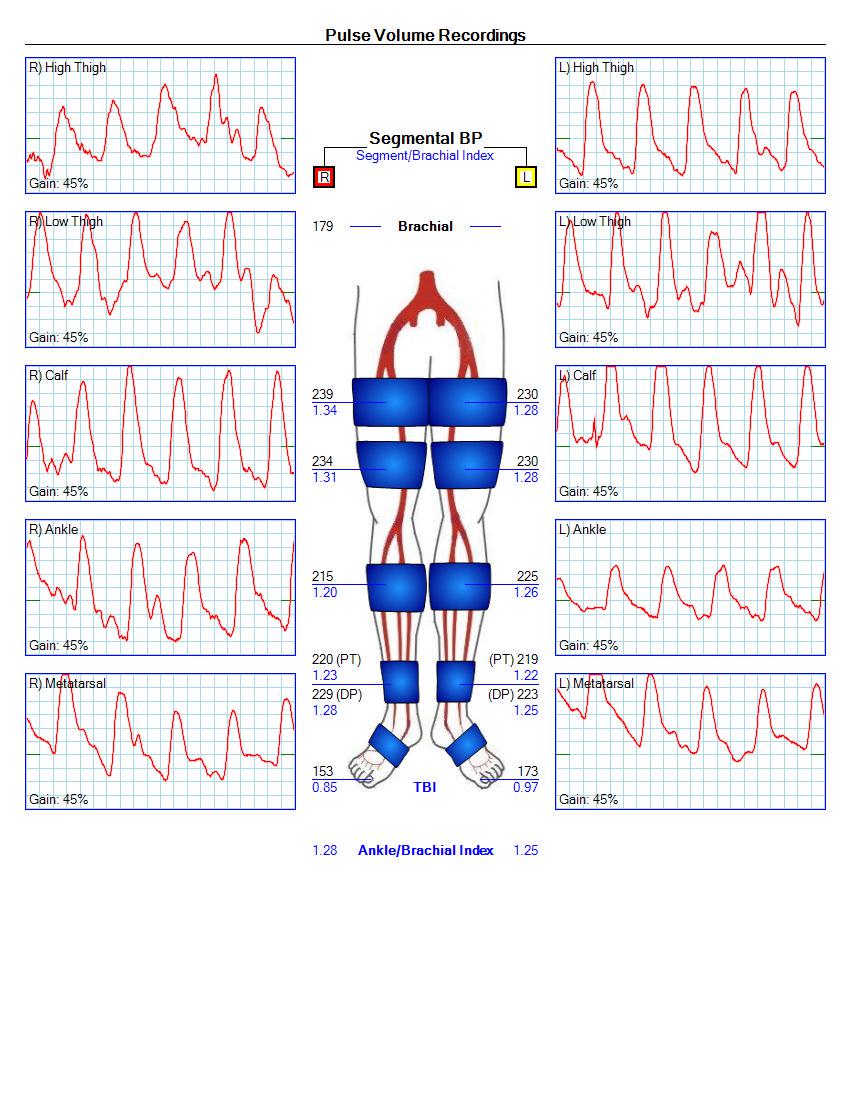 Pulse Volume Recordings
R) High Thigh
Gain: 45%
L) High Thigh
Gain: 45%
Segmental BP
Segment/Brachial Index
R
L
R) Low Thigh
Gain: 45%
179 Brachial
L) Low Thigh
Gain: 45%
R) Calf
Gain: 45%
239
1.34
230
1.28
L) Calf
Gain: 45%
234
1.31
230
1.28
R) Ankle
Gain: 45%
215
1.20
225
1.26
L) Ankle
Gain: 45%
220 (PT)
1.23
229 (DP)
1.28
(PT) 219
1.22
(DP) 223
1.25
R) Metatarsal
Gain: 45%
153
0.85
TBI
173
0.97
L) Metatarsal
Gain: 45%
1.28 Ankle/Brachial Index 1.25